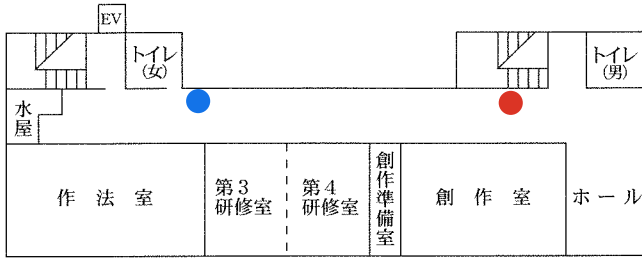 EV
トイレ
(女)
トイレ
(男)
水屋
作法室
第3
研修室
第4
研修室
創作準備室
創作室
ホール